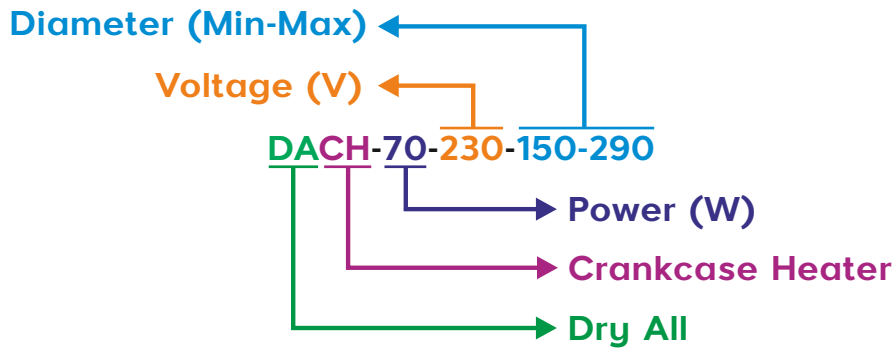 Diameter (Min-Max)
Voltage (V)
DACH-70-230-150-290
Power (W)
Crankcase Heater
Dry All